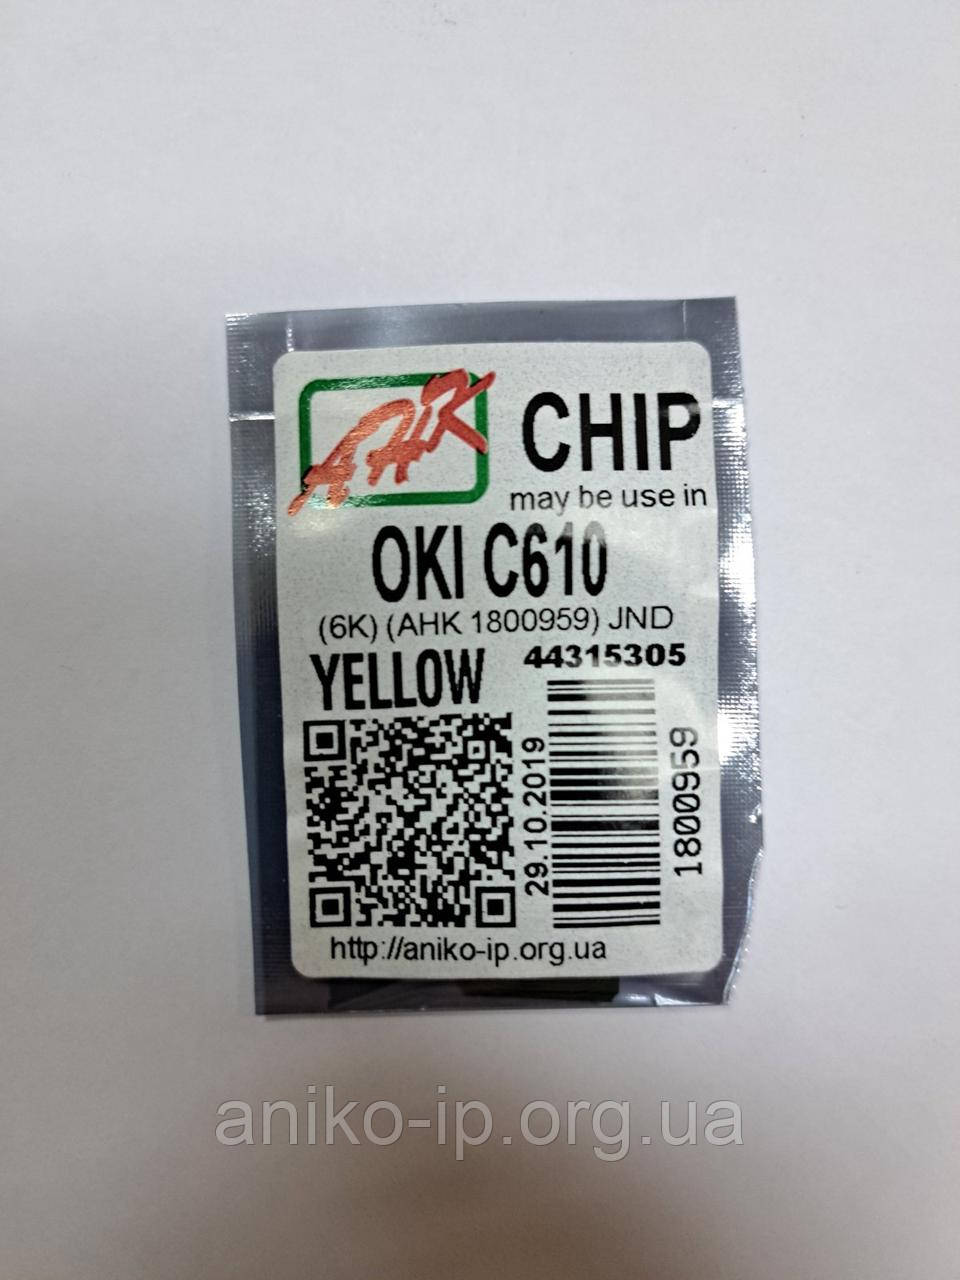 AHK
CHIP
may be use in
OKI C610
(6K) (AHK 1800959) JND
YELLOW
44315305
29.10.2019
1800959
http://aniko-ip.org.ua
aniko-ip.org.ua